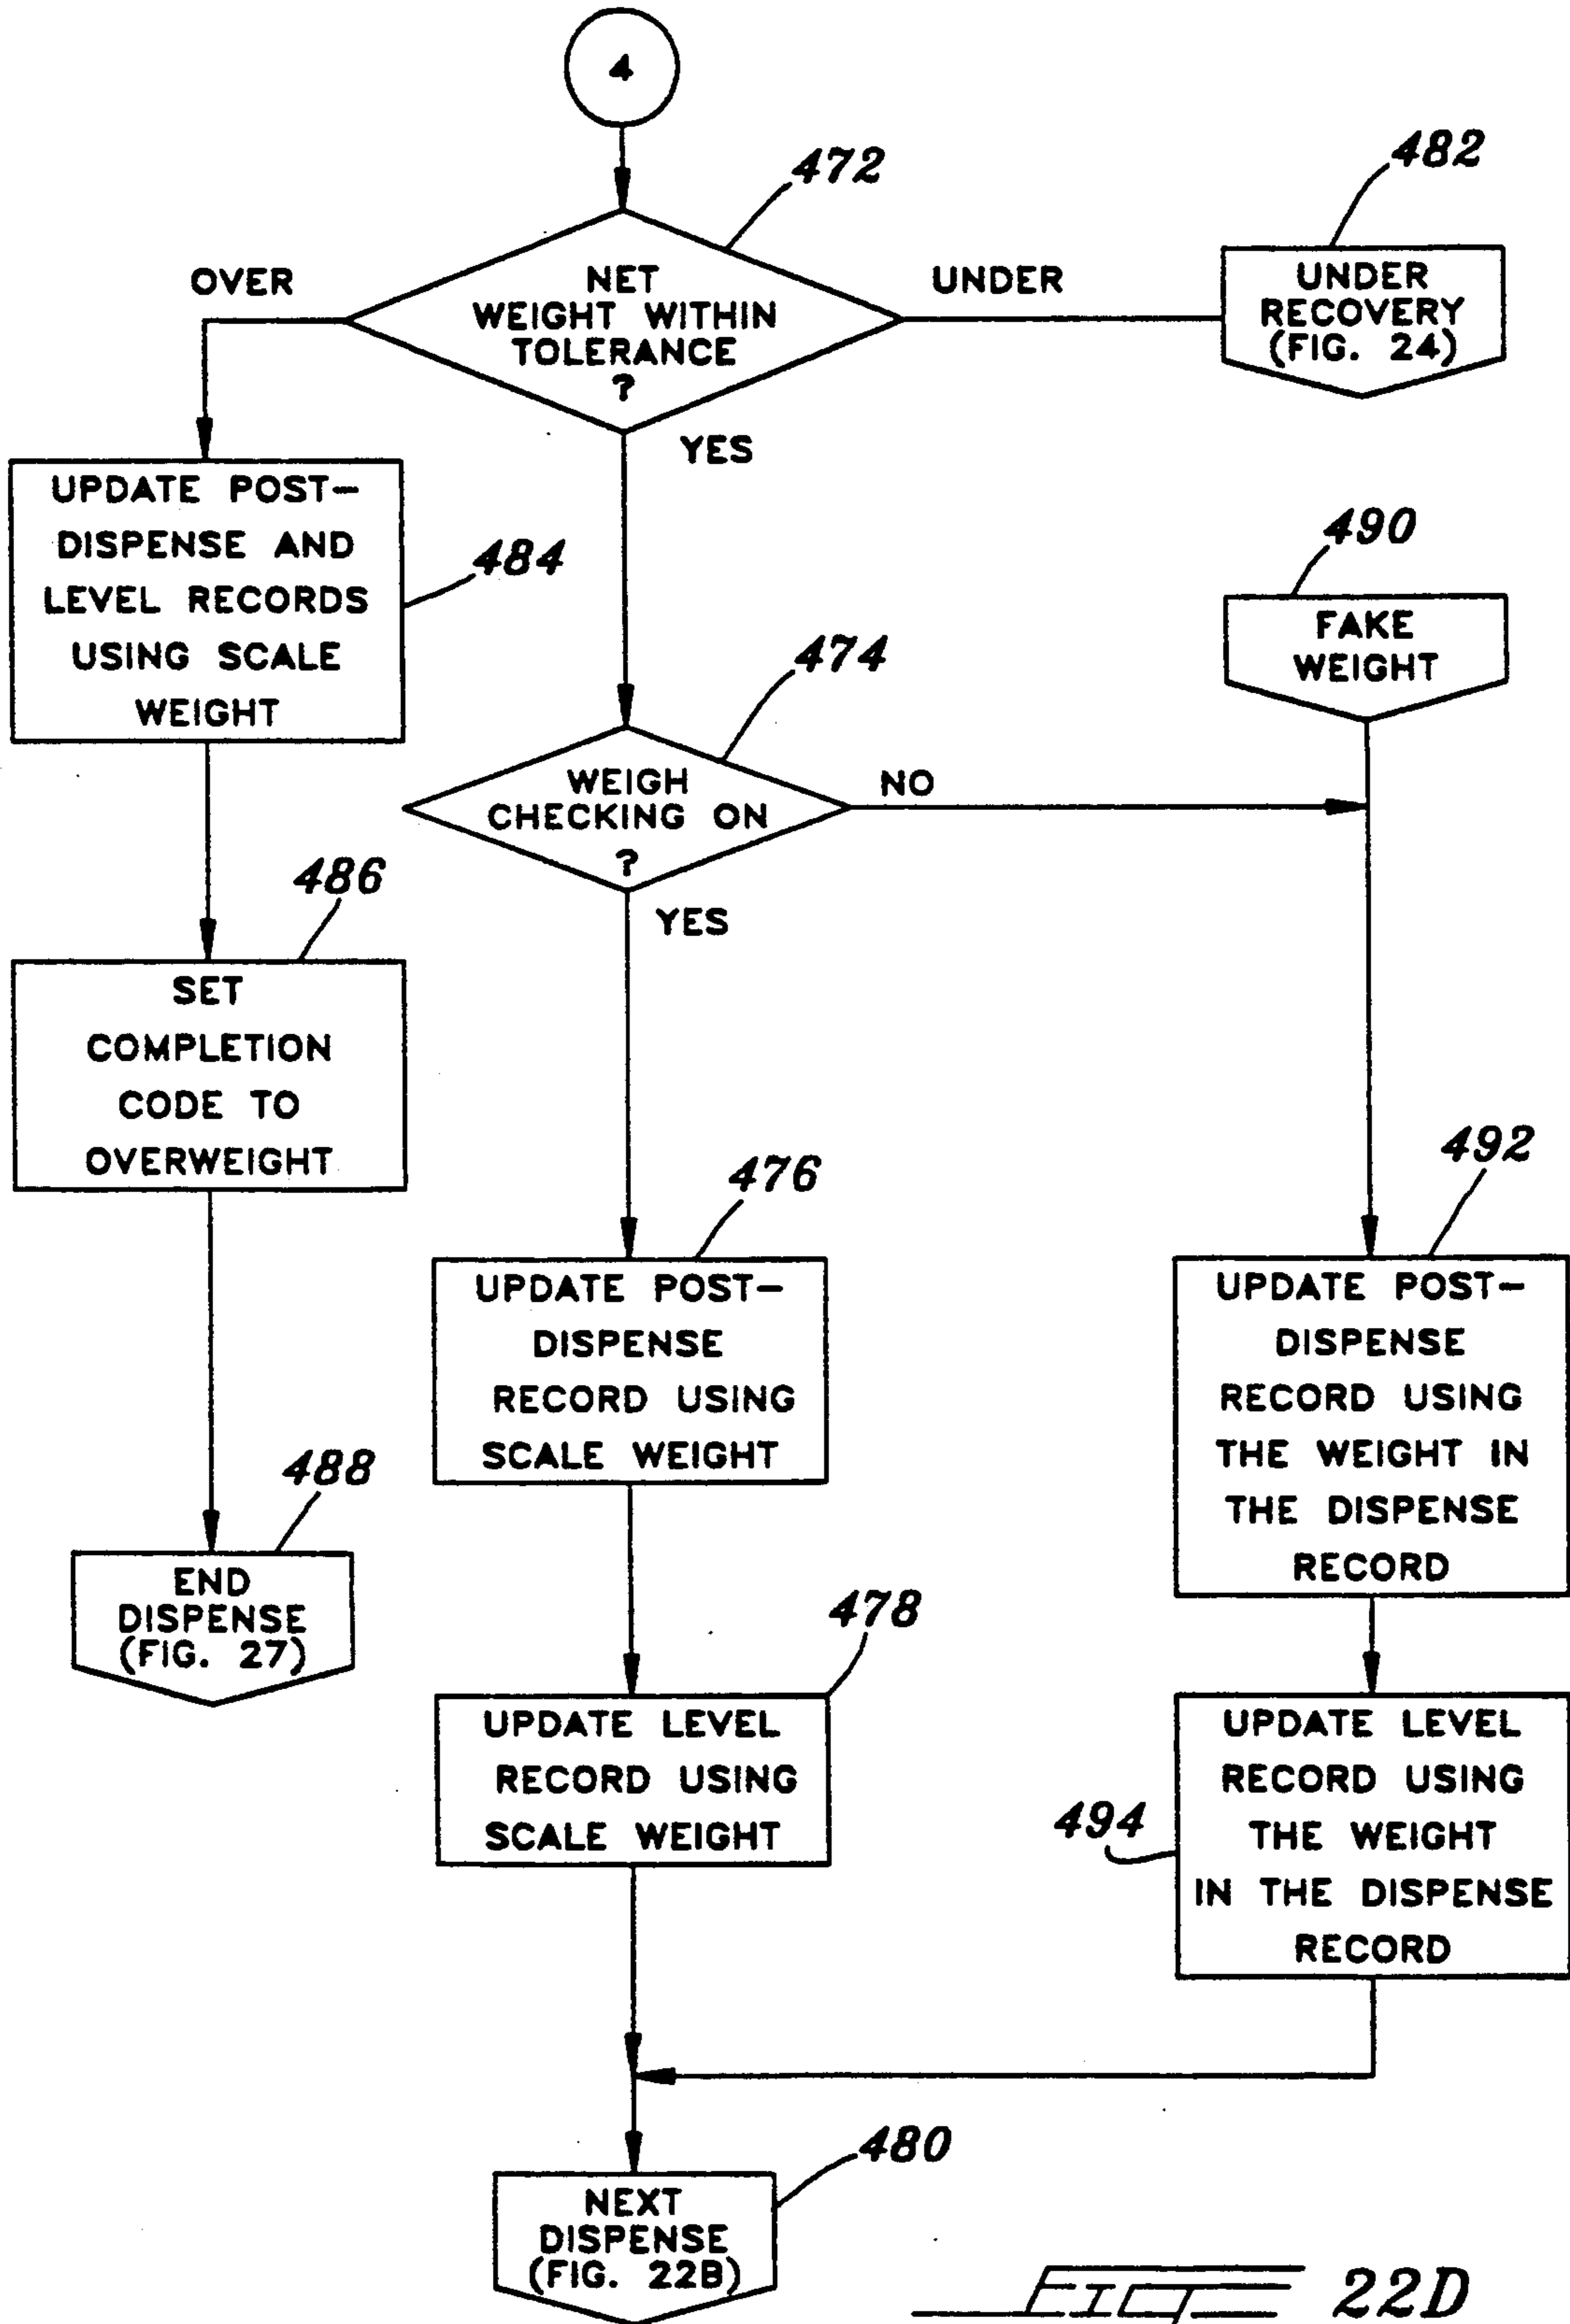 4
472
482
OVER
NET
WEIGHT WITHIN
TOLERANCE
?
UNDER
UNDER
RECOVERY
(FIG. 24)
YES
UPDATE POST-
DISPENSE AND
LEVEL RECORDS
USING SCALE
WEIGHT
484
490
FAKE
WEIGHT
474
WEIGH
CHECKING ON
?
NO
YES
486
SET
COMPLETION
CODE TO
OVERWEIGHT
476
UPDATE POST-
DISPENSE
RECORD USING
SCALE WEIGHT
492
UPDATE POST-
DISPENSE
RECORD USING
THE WEIGHT IN
THE DISPENSE
RECORD
488
END
DISPENSE
(FIG. 27)
478
UPDATE LEVEL
RECORD USING
SCALE WEIGHT
494
UPDATE LEVEL
RECORD USING
THE WEIGHT
IN THE DISPENSE
RECORD
480
NEXT
DISPENSE
(FIG. 22B)
FIG 22D